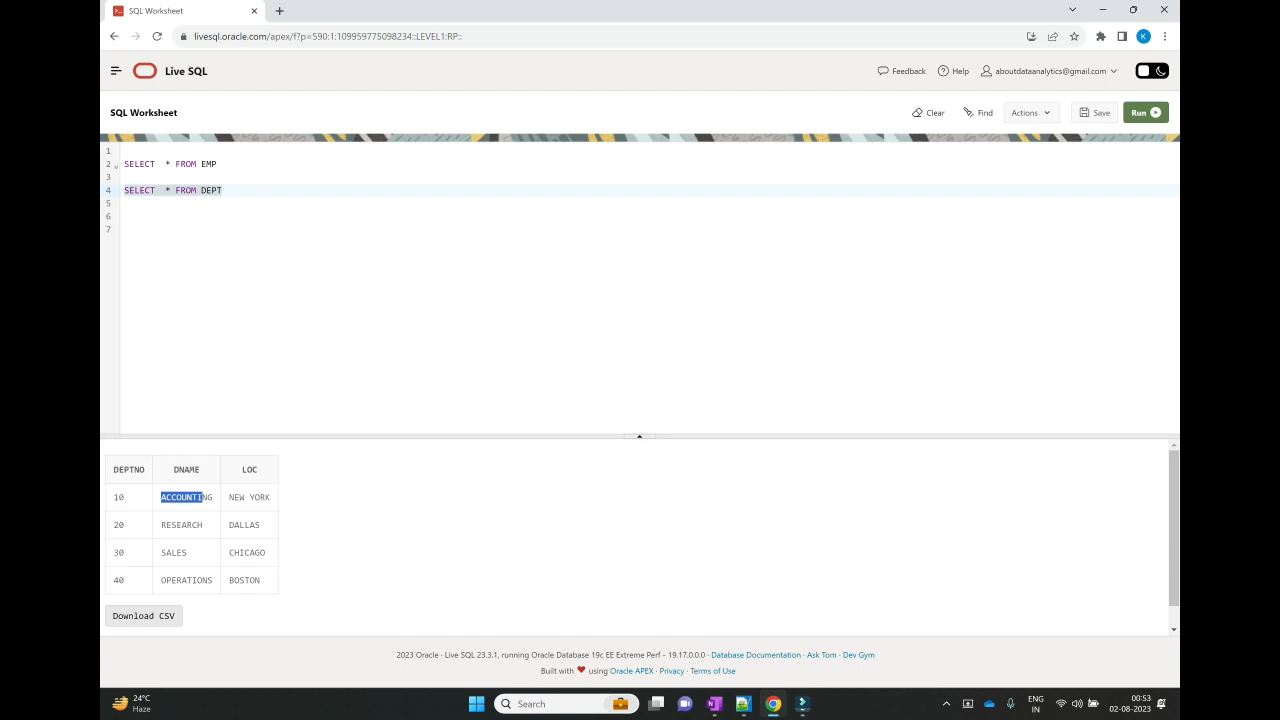 SQL Worksheet
livesql.oracle.com/apex/f?p=590:1:109959775098234::LEVEL1:RP::
K
Live SQL
Feedback
Help
aboutdataanalytics@gmail.com
SQL Worksheet
Clear
Find
Actions
Save
Run
1
2 SELECT * FROM EMP
3
4 SELECT * FROM DEPT
5
6
7
DEPTNO DNAME LOC
10 ACCOUNTING NEW YORK
20 RESEARCH DALLAS
30 SALES CHICAGO
40 OPERATIONS BOSTON
Download CSV
2023 Oracle · Live SQL 23.3.1, running Oracle Database 19c EE Extreme Perf - 19.17.0.0.0 · Database Documentation · Ask Tom · Dev Gym
Built with ❤ using Oracle APEX · Privacy · Terms of Use
24°C
Haze
Search
ENG
IN
00:53
02-08-2023